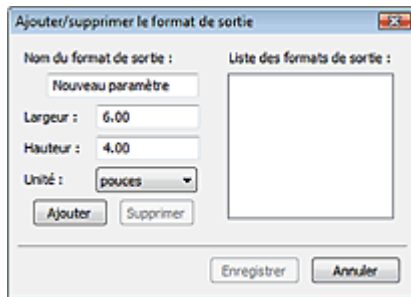 Ajouter/supprimer le format de sortie
Nom du format de sortie :
Liste des formats de sortie :
Nouveau paramètre
Largeur :
6.00
Hauteur :
4.00
Unité :
pouces
Ajouter
Supprimer
Enregistrer
Annuler